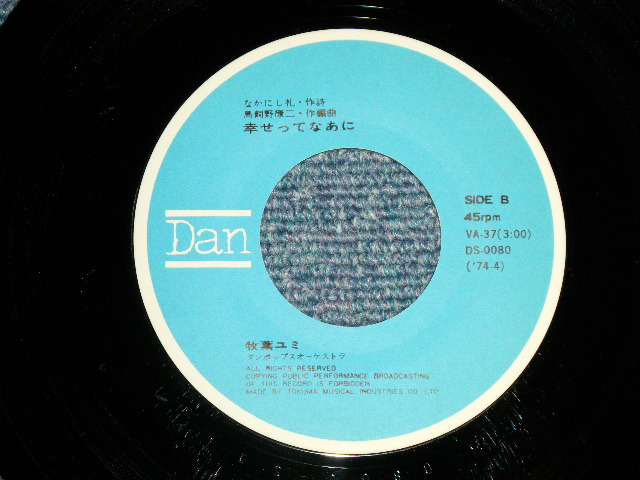 なかにし礼・作詩
馬飼野康二・作編曲
幸せってなあに
SIDE B
45rpm
VA-37(3:00)
DS-0080
('74.4)
Dan
牧葉ユミ
ダンポップスオーケストラ
ALL RIGHTS RESERVED
COPYING PUBLIC PERFORMANCE BROADCASTING
OF THIS RECORD IS FORBIDDEN
MADE BY TOKUMA MUSICAL INDUSTRIES CO. LTD